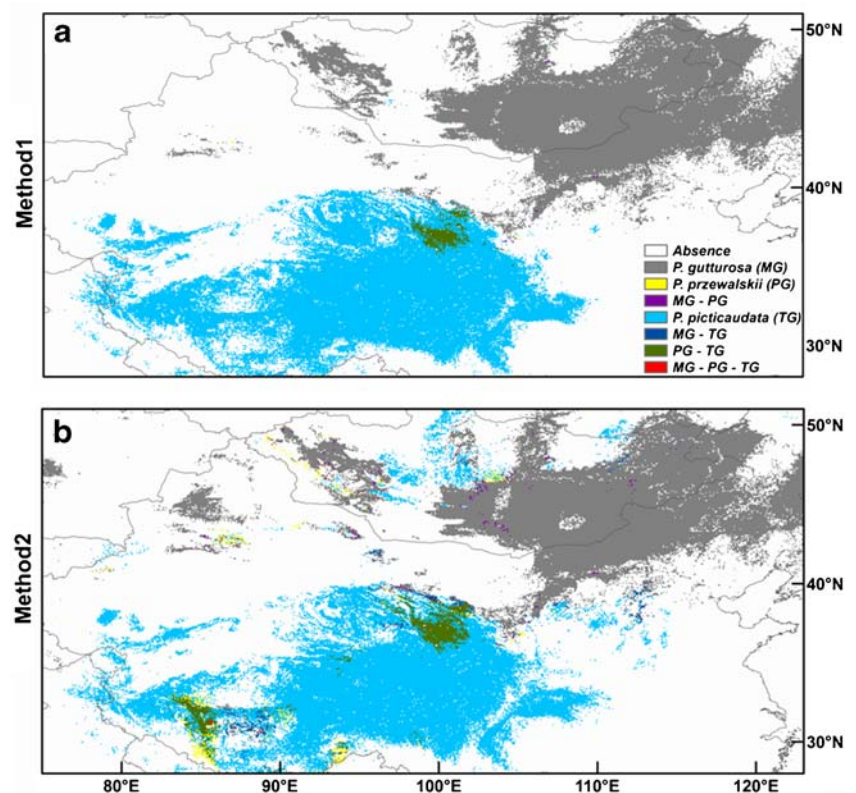 a
50°N
Method1
40°N
Absence
P. gutturosa (MG)
P. przewalskii (PG)
MG - PG
P. picticaudata (TG)
MG - TG
PG - TG
MG - PG - TG
30°N
b
50°N
Method2
40°N
30°N
80°E 90°E 100°E 110°E 120°E